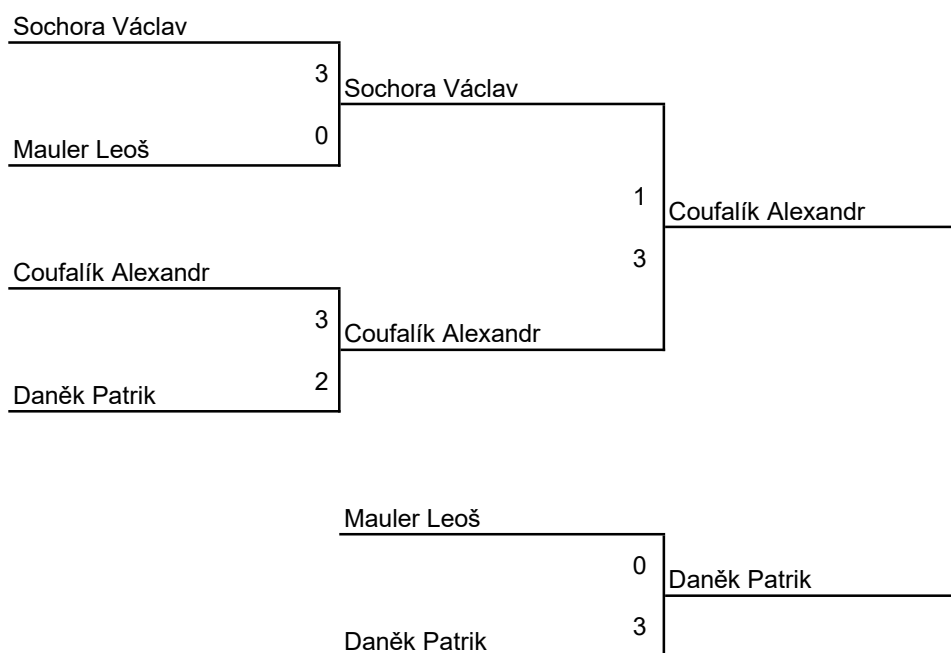 Sochora Václav
3
Sochora Václav
0
Mauler Leoš
1
Coufalík Alexandr
3
Coufalík Alexandr
3
Coufalík Alexandr
2
Daněk Patrik
Mauler Leoš
0
Daněk Patrik
3
Daněk Patrik